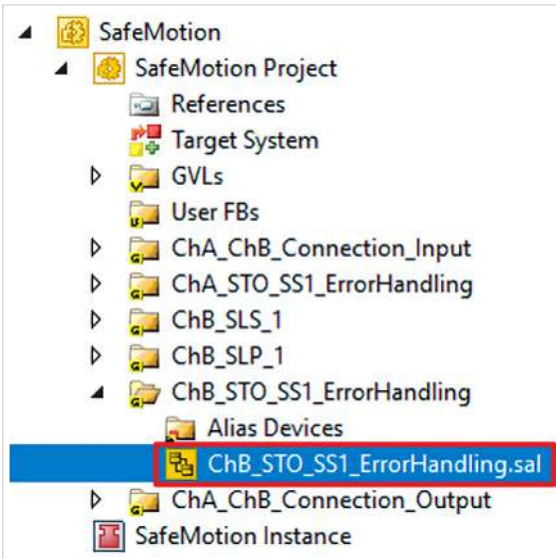 SafeMotion
SafeMotion Project
References
Target System
GVLs
User FBs
ChA_ChB_Connection_Input
ChA_STO_SS1_ErrorHandling
ChB_SLS_1
ChB_SLP_1
ChB_STO_SS1_ErrorHandling
Alias Devices
ChB_STO_SS1_ErrorHandling.sal
ChA_ChB_Connection_Output
SafeMotion Instance